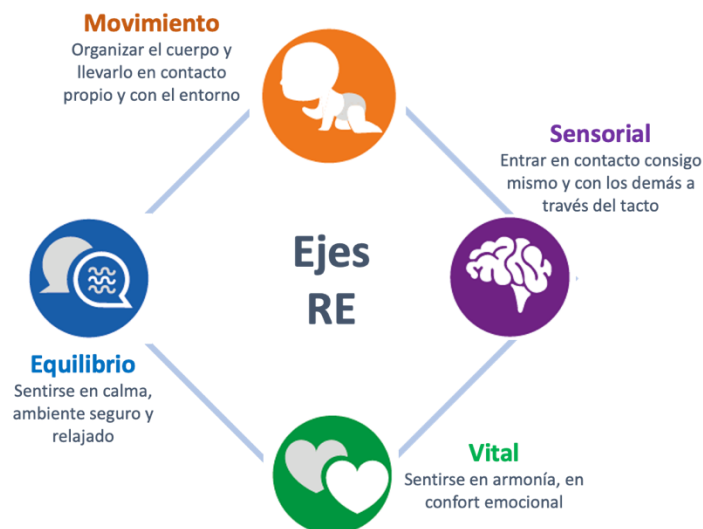 Movimiento
Organizar el cuerpo y
llevarlo en contacto
propio y con el entorno
Sensorial
Entrar en contacto consigo
mismo y con los demás a
través del tacto
Ejes
RE
Equilibrio
Sentirse en calma,
ambiente seguro y
relajado
Vital
Sentirse en armonía, en
confort emocional